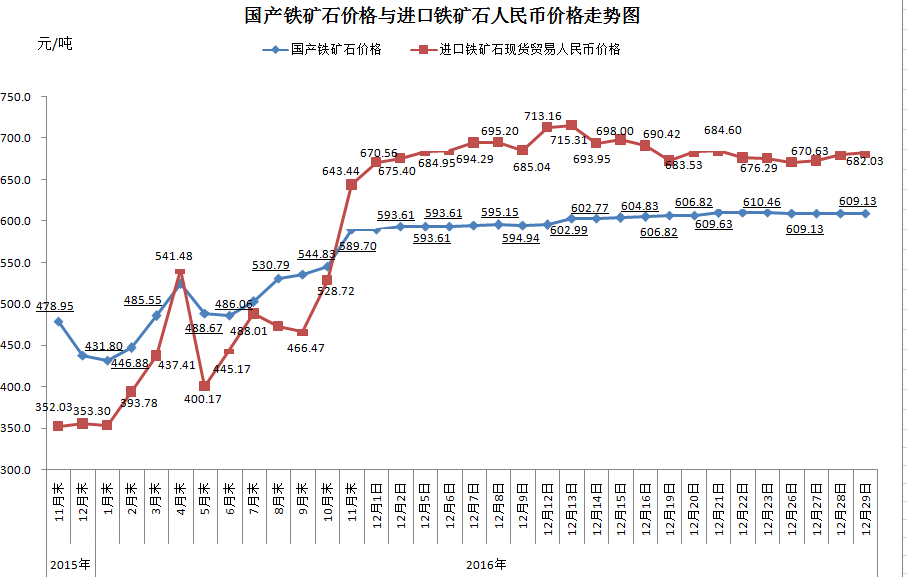 国产铁矿石价格与进口铁矿石人民币价格走势图
元/吨
国产铁矿石价格 进口铁矿石现货贸易人民币价格
750.0
700.0
650.0
600.0
550.0
500.0
450.0
400.0
350.0
300.0
478.95
431.80
446.88
485.55
488.67
486.06
530.79
544.83
589.70
593.61
593.61
593.61
595.15
594.94
602.99
602.77
604.83
606.82
606.82
609.63
610.46
609.13
609.13
352.03
353.30
393.78
437.41
541.48
400.17
445.17
488.01
466.47
528.72
643.44
670.56
675.40
684.95
694.29
695.20
685.04
713.16
715.31
693.95
698.00
690.42
683.53
684.60
676.29
670.63
682.03
11月末
12月末
1月末
2月末
3月末
4月末
5月末
6月末
7月末
8月末
9月末
10月末
11月末
12月1日
12月2日
12月5日
12月6日
12月7日
12月8日
12月9日
12月12日
12月13日
12月14日
12月15日
12月16日
12月19日
12月20日
12月21日
12月22日
12月23日
12月26日
12月27日
12月28日
12月29日
2015年 2016年